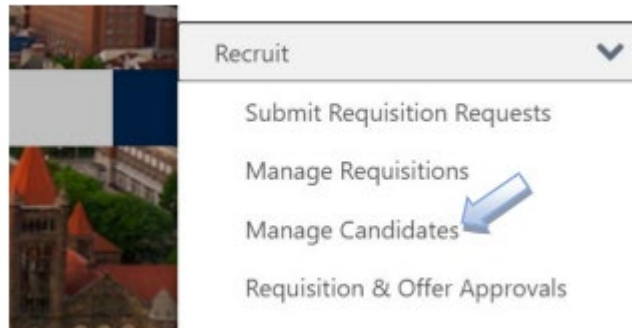 Recruit
Submit Requisition Requests
Manage Requisitions
Manage Candidates
Requisition & Offer Approvals